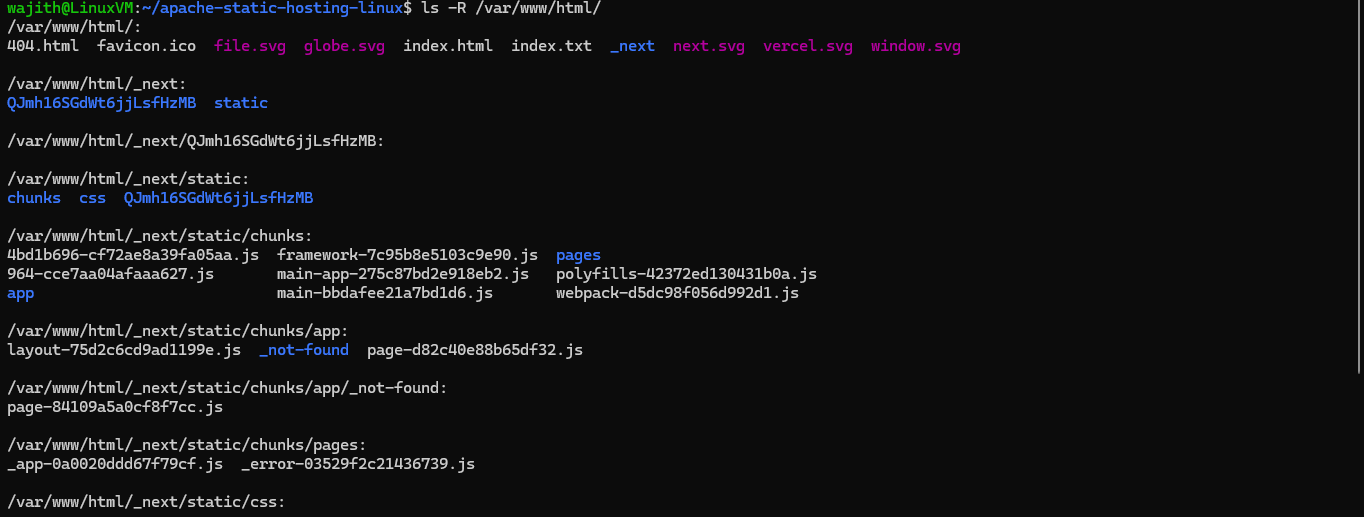 wajith@LinuxVM:~/apache-static-hosting-linux$ ls -R /var/www/html/
/var/www/html/:
404.html  favicon.ico  file.svg  globe.svg  index.html  index.txt  _next  next.svg  vercel.svg  window.svg

/var/www/html/_next:
QJmh16SGdWt6jjLsfHzMB  static

/var/www/html/_next/QJmh16SGdWt6jjLsfHzMB:

/var/www/html/_next/static:
chunks  css  QJmh16SGdWt6jjLsfHzMB

/var/www/html/_next/static/chunks:
4bd1b696-cf72ae8a39fa05aa.js  framework-7c95b8e5103c9e90.js  pages
964-cce7aa04afaaa627.js       main-app-275c87bd2e918eb2.js   polyfills-42372ed130431b0a.js
app                           main-bbdafee21a7bd1d6.js       webpack-d5dc98f056d992d1.js

/var/www/html/_next/static/chunks/app:
layout-75d2c6cd9ad1199e.js  _not-found  page-d82c40e88b65df32.js

/var/www/html/_next/static/chunks/app/_not-found:
page-84109a5a0cf8f7cc.js

/var/www/html/_next/static/chunks/pages:
_app-0a0020ddd67f79cf.js  _error-03529f2c21436739.js

/var/www/html/_next/static/css: